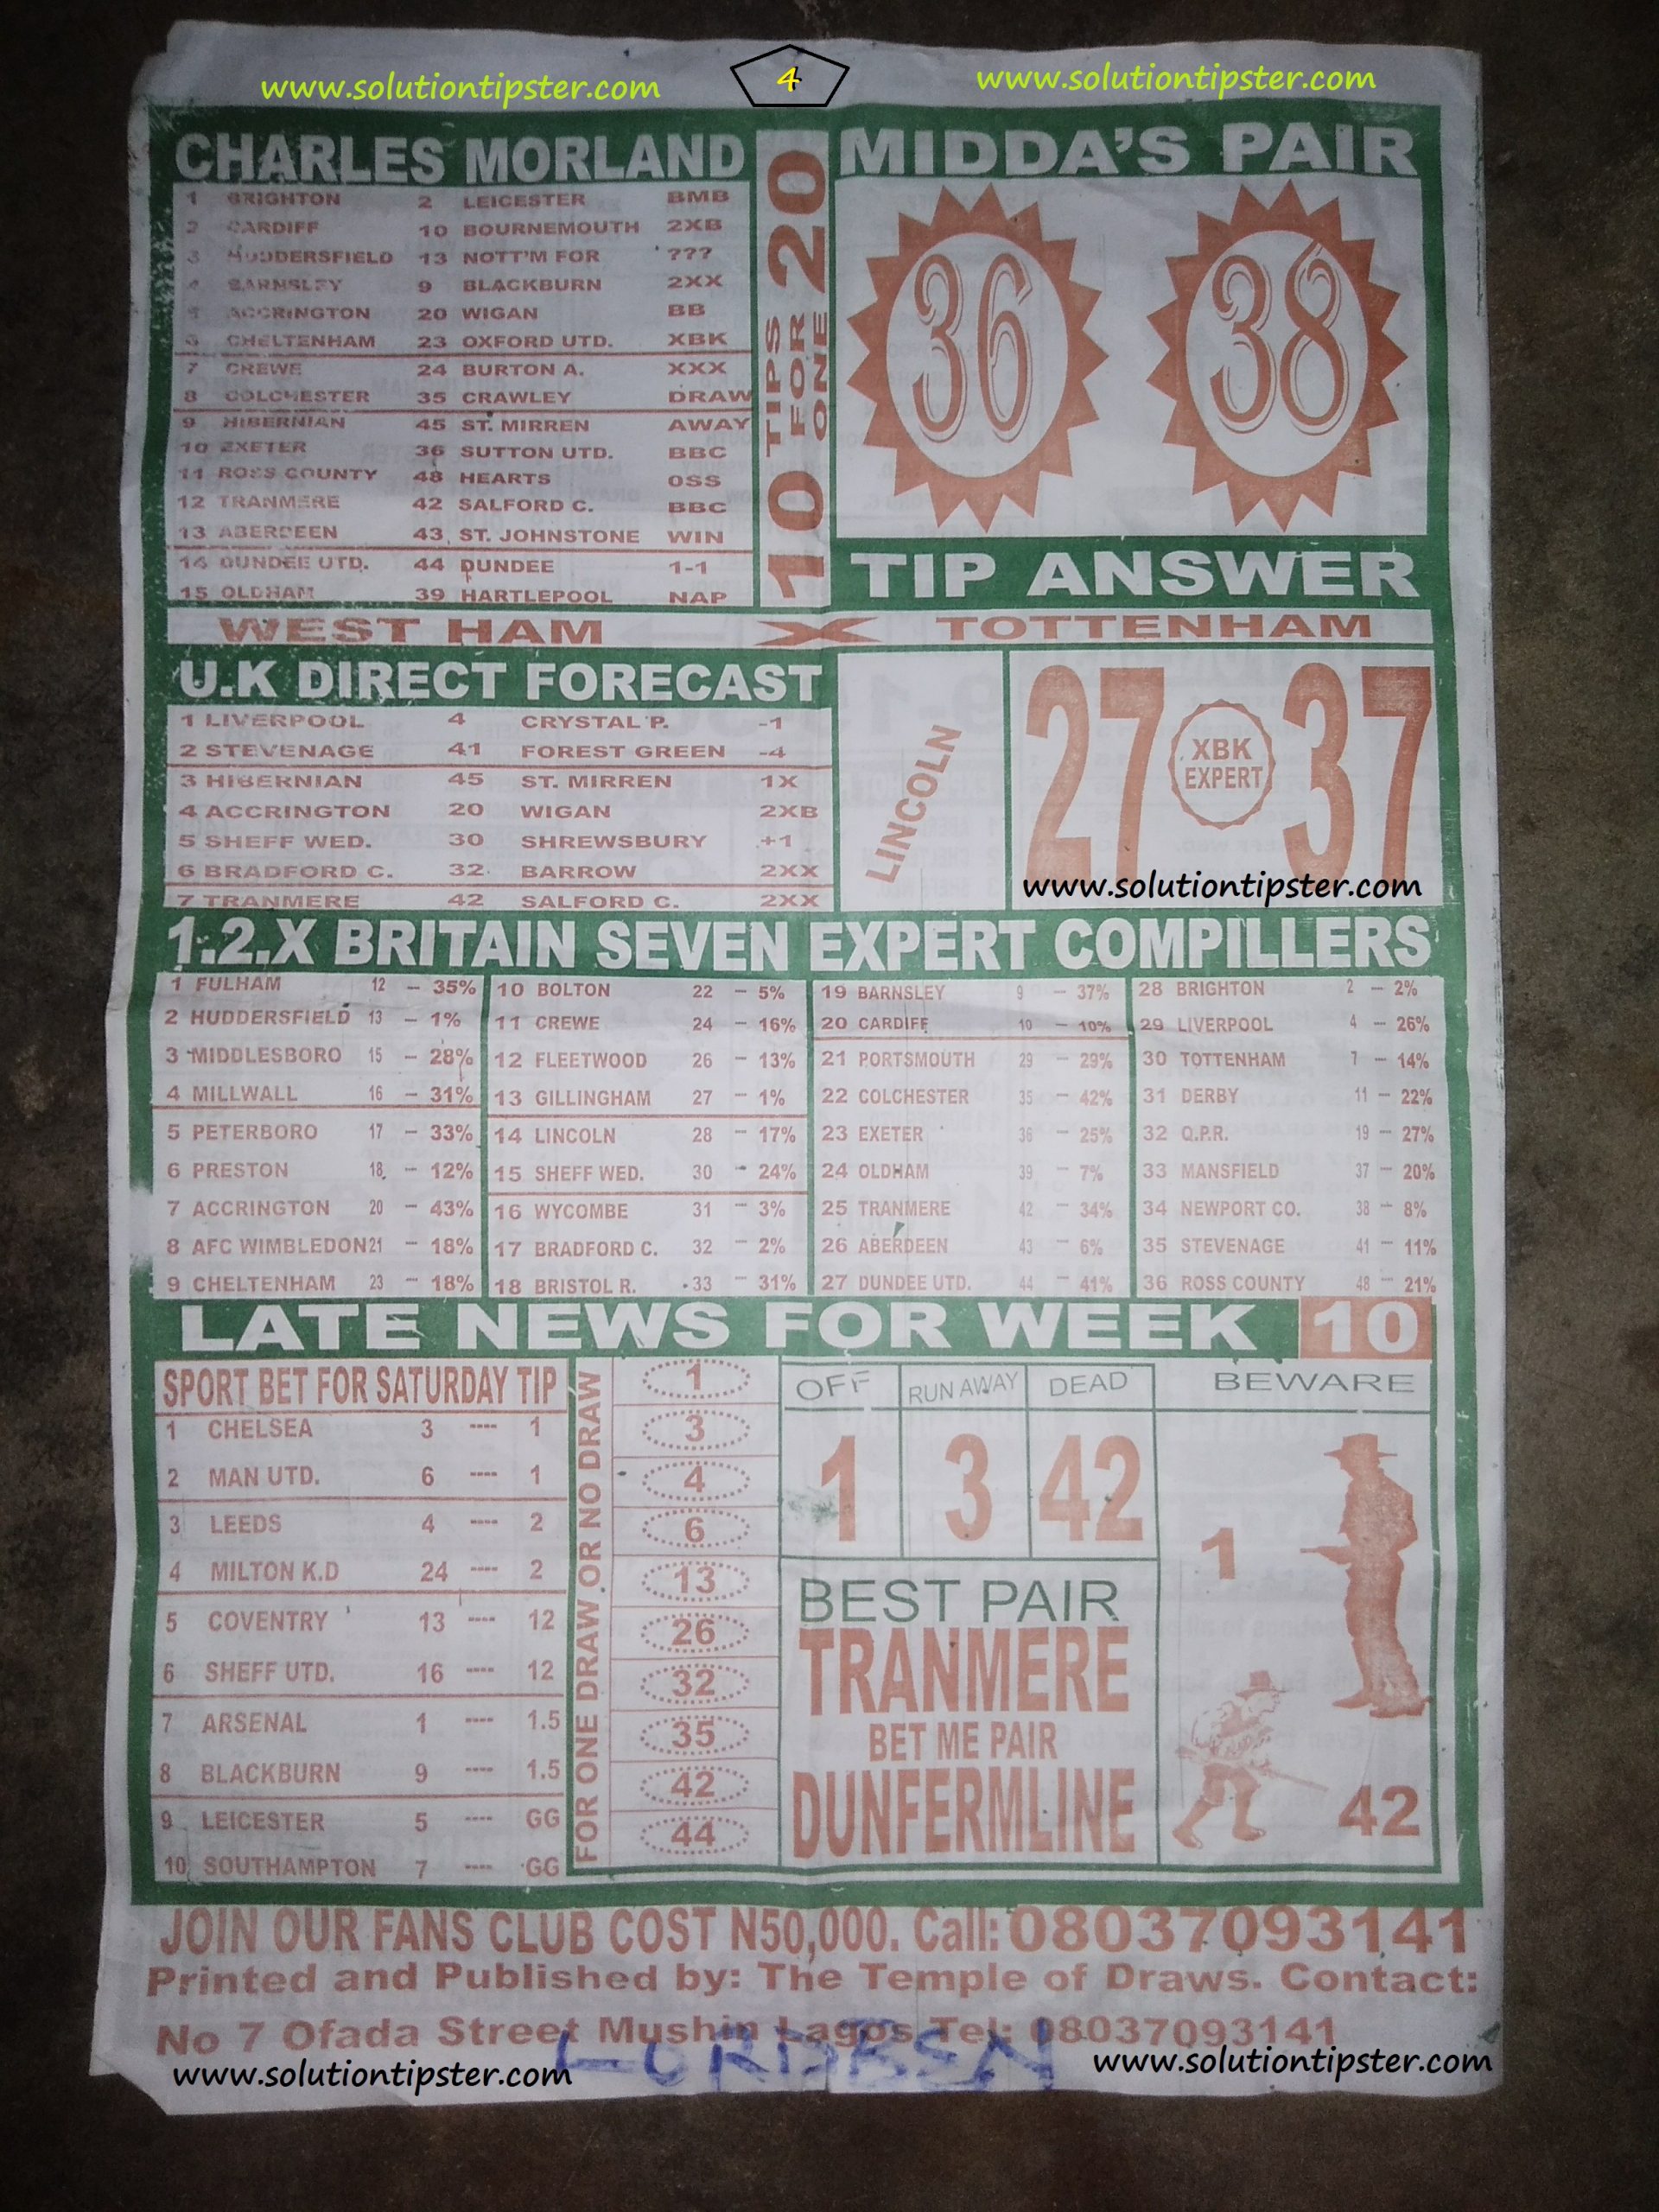 www.solutiontipster.com 4 www.solutiontipster.com
CHARLES MORLAND
1 BRIGHTON 2 LEICESTER BMB
2 CARDIFF 10 BOURNEMOUTH 2XB
3 HUDDERSFIELD 13 NOTT'M FOR ???
4 BARNSLEY 9 BLACKBURN 2XX
5 ACCRINGTON 20 WIGAN BB
6 CHELTENHAM 23 OXFORD UTD. XBK
7 CREWE 24 BURTON A. XXX
8 COLCHESTER 35 CRAWLEY DRAW
9 HIBERNIAN 45 ST. MIRREN AWAY
10 EXETER 36 SUTTON UTD. BBC
11 ROSS COUNTY 48 HEARTS OSS
12 TRANMERE 42 SALFORD C. BBC
13 ABERDEEN 43 ST. JOHNSTONE WIN
14 DUNDEE UTD. 44 DUNDEE 1-1
15 OLDHAM 39 HARTLEPOOL NAP
10 TIPS FOR ONE 20
MIDDA'S PAIR
36 38
TIP ANSWER
WEST HAM X TOTTENHAM
U.K DIRECT FORECAST
1 LIVERPOOL 4 CRYSTAL P. -1
2 STEVENAGE 41 FOREST GREEN -4
3 HIBERNIAN 45 ST. MIRREN 1X
4 ACCRINGTON 20 WIGAN 2XB
5 SHEFF WED. 30 SHREWSBURY +1
6 BRADFORD C. 32 BARROW 2XX
7 TRANMERE 42 SALFORD C. 2XX
LINCOLN
27 XBK EXPERT 37
www.solutiontipster.com
1.2.X BRITAIN SEVEN EXPERT COMPILLERS
1 FULHAM 12 - 35%
2 HUDDERSFIELD 13 - 1%
3 MIDDLESBORO 15 - 28%
4 MILLWALL 16 - 31%
5 PETERBORO 17 - 33%
6 PRESTON 18 - 12%
7 ACCRINGTON 20 - 43%
8 AFC WIMBLEDON 21 - 18%
9 CHELTENHAM 23 - 18%
10 BOLTON 22 - 5%
11 CREWE 24 - 16%
12 FLEETWOOD 26 - 13%
13 GILLINGHAM 27 - 1%
14 LINCOLN 28 - 17%
15 SHEFF WED. 30 - 24%
16 WYCOMBE 31 - 3%
17 BRADFORD C. 32 - 2%
18 BRISTOL R. 33 - 31%
19 BARNSLEY 9 - 37%
20 CARDIFF 10 - 10%
21 PORTSMOUTH 29 - 29%
22 COLCHESTER 35 - 42%
23 EXETER 36 - 25%
24 OLDHAM 39 - 7%
25 TRANMERE 42 - 34%
26 ABERDEEN 43 - 6%
27 DUNDEE UTD. 44 - 41%
28 BRIGHTON 2 - 2%
29 LIVERPOOL 4 - 26%
30 TOTTENHAM 7 - 14%
31 DERBY 11 - 22%
32 Q.P.R. 19 - 27%
33 MANSFIELD 37 - 20%
34 NEWPORT CO. 38 - 8%
35 STEVENAGE 41 - 11%
36 ROSS COUNTY 48 - 21%
LATE NEWS FOR WEEK 10
SPORT BET FOR SATURDAY TIP
1 CHELSEA 3 ---- 1
2 MAN UTD. 6 ---- 1
3 LEEDS 4 ---- 2
4 MILTON K.D 24 ---- 2
5 COVENTRY 13 ---- 12
6 SHEFF UTD. 16 ---- 12
7 ARSENAL 1 ---- 1.5
8 BLACKBURN 9 ---- 1.5
9 LEICESTER 5 ---- GG
10 SOUTHAMPTON 7 ---- GG
FOR ONE DRAW OR NO DRAW
1
3
4
6
13
26
32
35
42
44
OFF RUN AWAY DEAD
1 3 42
BEST PAIR
TRANMERE
BET ME PAIR
DUNFERMLINE
BEWARE
1
42
JOIN OUR FANS CLUB COST N50,000. Call: 08037093141
Printed and Published by: The Temple of Draws. Contact:
No 7 Ofada Street Mushin Lagos Tel: 08037093141
LORDBEN
www.solutiontipster.com www.solutiontipster.com